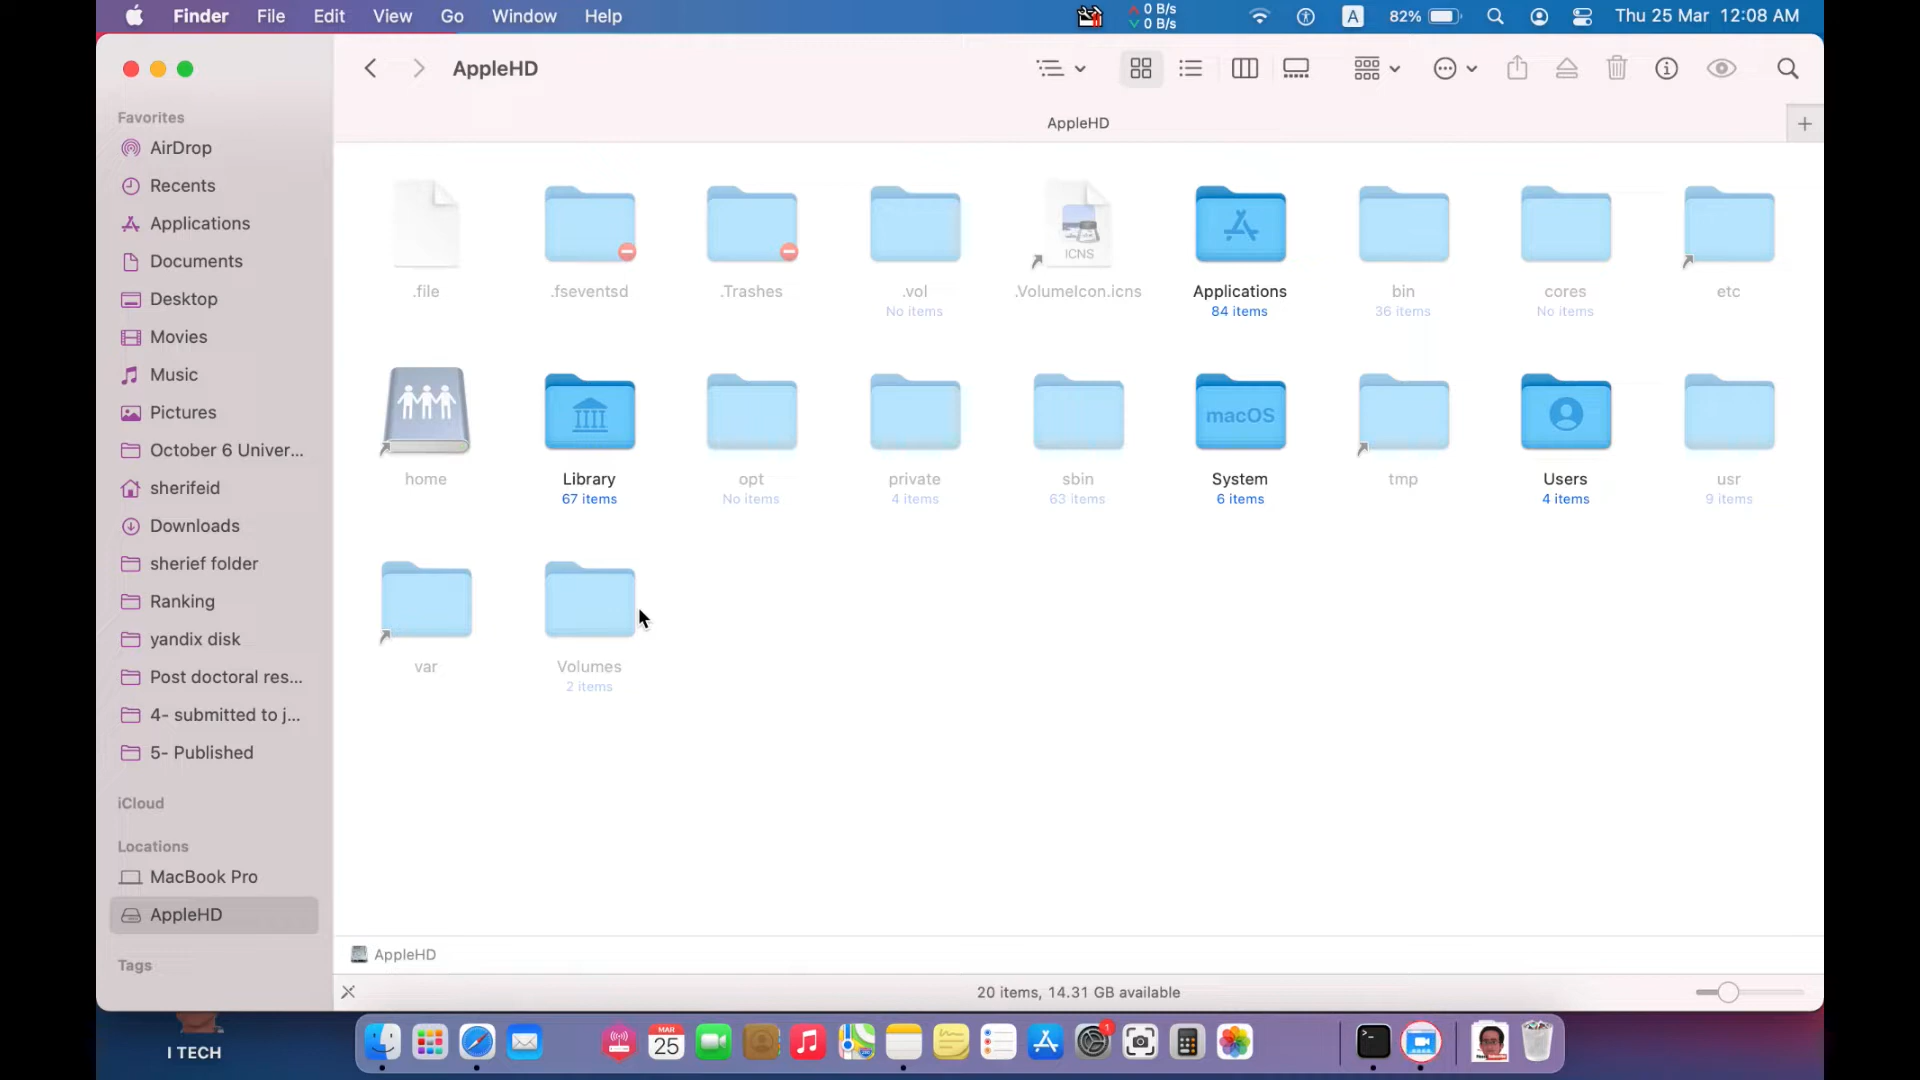 Finder File Edit View Go Window Help
0 B/s
0 B/s
A
82%
Thu 25 Mar 12:08 AM
AppleHD
AppleHD
Favorites
AirDrop
Recents
Applications
Documents
Desktop
Movies
Music
Pictures
October 6 Univer...
sherifeid
Downloads
sherief folder
Ranking
yandix disk
Post doctoral res...
4- submitted to j...
5- Published
iCloud
Locations
MacBook Pro
AppleHD
Tags
ICNS
.file
.fseventsd
.Trashes
.vol
.VolumeIcon.icns
Applications
bin
cores
etc
No items
84 items
36 items
No items
macOS
home
Library
opt
private
sbin
System
tmp
Users
usr
67 items
No items
4 items
63 items
6 items
4 items
9 items
var
Volumes
2 items
AppleHD
20 items, 14.31 GB available
I TECH
MAR
25
1